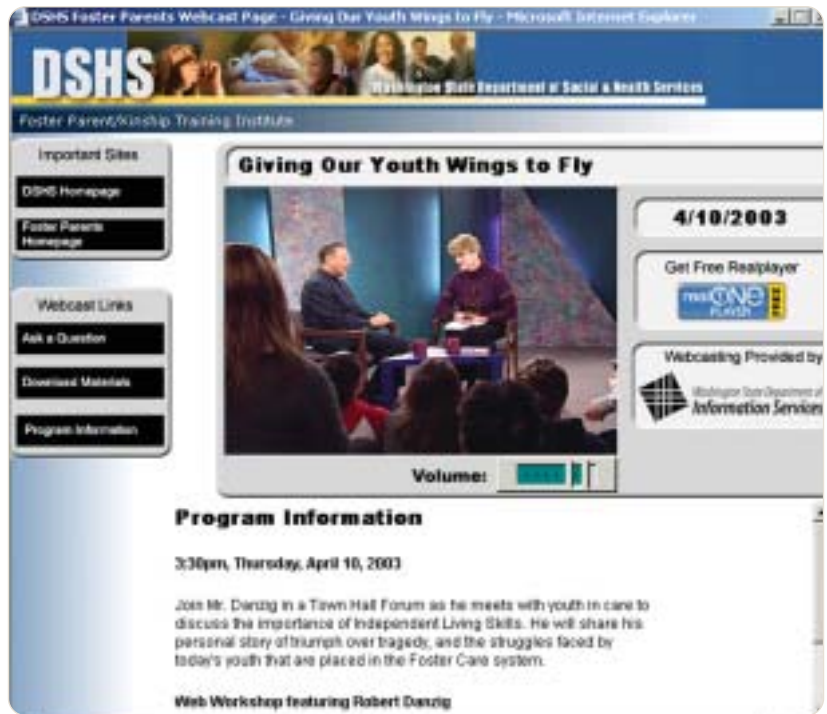 DSHS Foster Parents Webcast Page - Giving Our Youth Wings to Fly - Microsoft Internet Explorer
DSHS
Washington State Department of Social & Health Services
Foster Parent/Kinship Training Institute
Important Sites
DSHS Homepage
Foster Parents
Homepage
Webcast Links
Ask a Question
Download Materials
Program Information
Giving Our Youth Wings to Fly
4/10/2003
Get Free Realplayer
realONE
PLAYER
FREE
Webcasting Provided by
Washington State Department of
Information Services
Volume:
Program Information
3:30pm, Thursday, April 10, 2003
Join Mr. Danzig in a Town Hall Forum as he meets with youth in care to
discuss the importance of Independent Living Skills. He will share his
personal story of triumph over tragedy, and the struggles faced by
today's youth that are placed in the Foster Care system.
Web Workshop featuring Robert Danzig